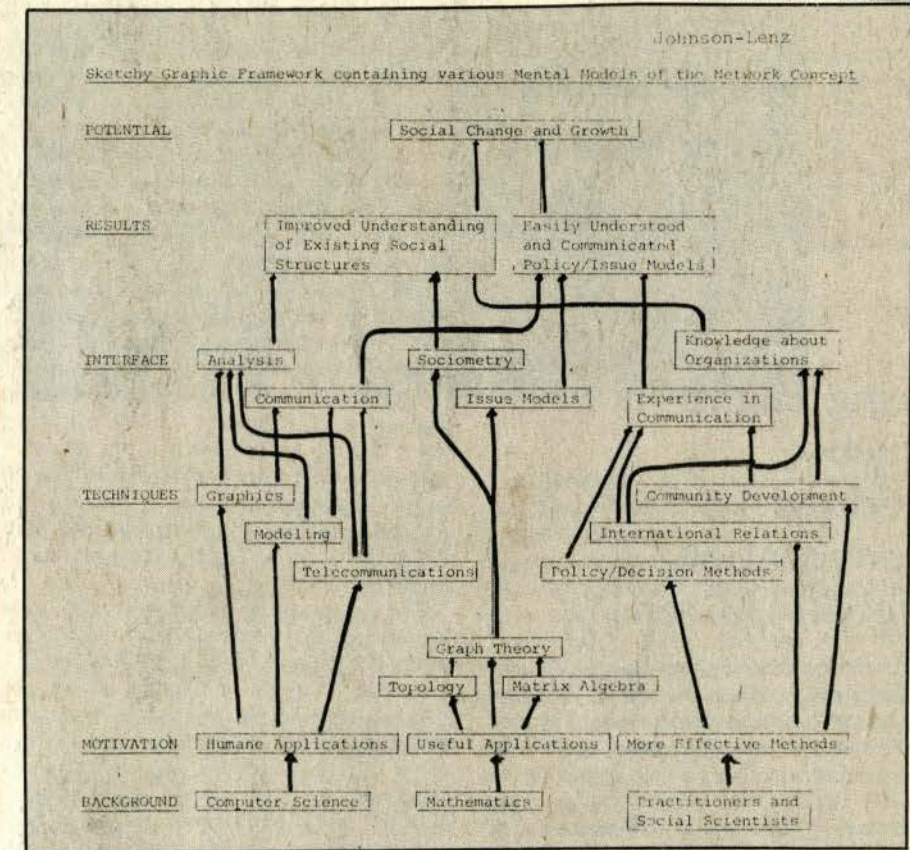 Johnson-Lenz
Sketchy Graphic Framework containing various Mental Models of the Network Concept
POTENTIAL
Social Change and Growth
RESULTS
Improved Understanding
of Existing Social
Structures
Easily Understood
and Communicated
Policy/Issue Models
INTERFACE
Analysis
Sociometry
Knowledge about
Organizations
Communication
Issue Models
Experience in
Communication
TECHNIQUES
Graphics
Community Development
Modeling
International Relations
Telecommunications
Policy/Decision Methods
Graph Theory
Topology
Matrix Algebra
MOTIVATION
Humane Applications
Useful Applications
More Effective Methods
BACKGROUND
Computer Science
Mathematics
Practitioners and
Social Scientists